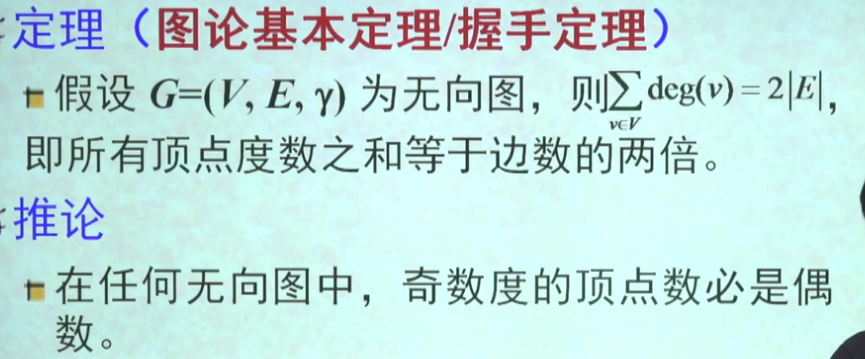 定理（图论基本定理/握手定理）
假设 G=(V, E, γ) 为无向图，则∑_{v∈V} deg(v) = 2|E|，
即所有顶点度数之和等于边数的两倍。
推论
在任何无向图中，奇数度的顶点数必是偶
数。